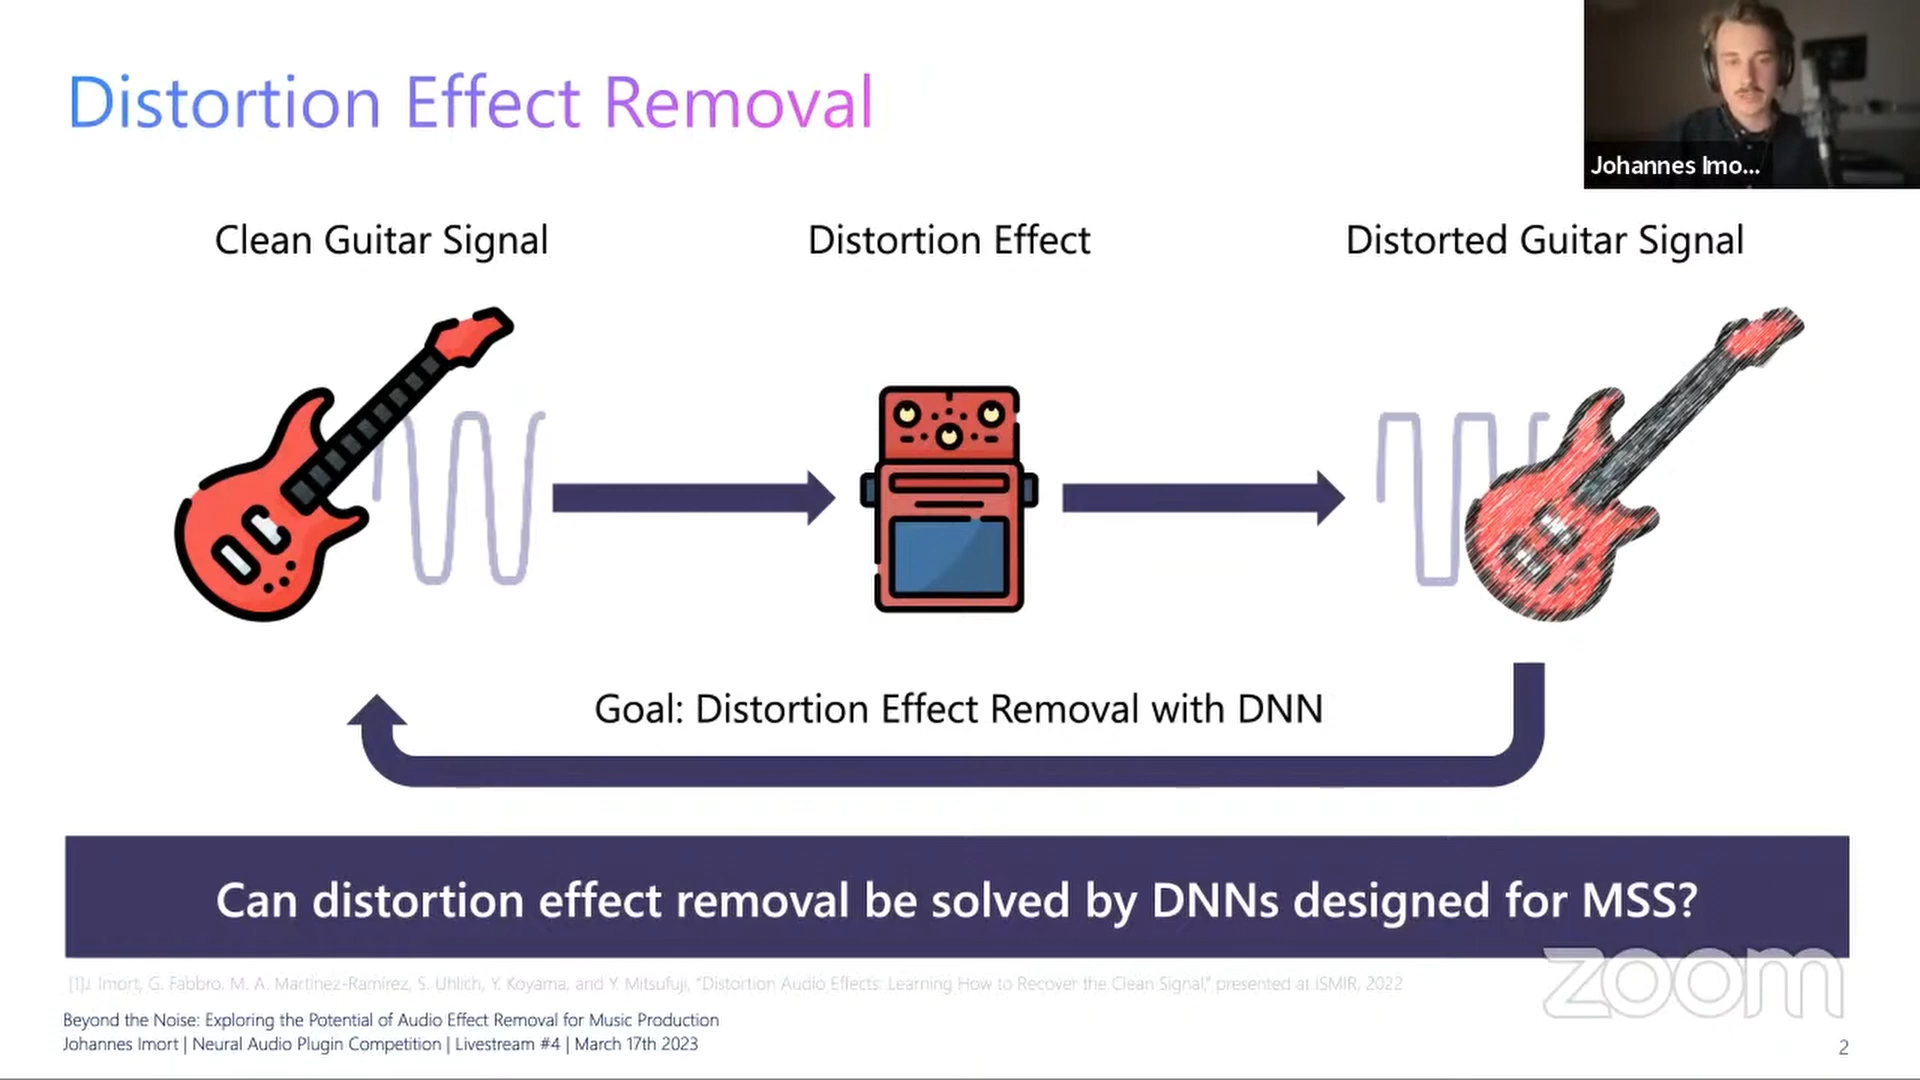 Distortion Effect Removal
Johannes Imo...
Clean Guitar Signal
Distortion Effect
Distorted Guitar Signal
Goal: Distortion Effect Removal with DNN
Can distortion effect removal be solved by DNNs designed for MSS?
[1]J. Imort, G. Fabbro, M. A. Martinez-Ramirez, S. Uhlich, Y. Koyama, and Y. Mitsufuji, "Distortion Audio Effects: Learning How to Recover the Clean Signal," presented at ISMIR, 2022
zoom
Beyond the Noise: Exploring the Potential of Audio Effect Removal for Music Production
Johannes Imort | Neural Audio Plugin Competition | Livestream #4 | March 17th 2023
2